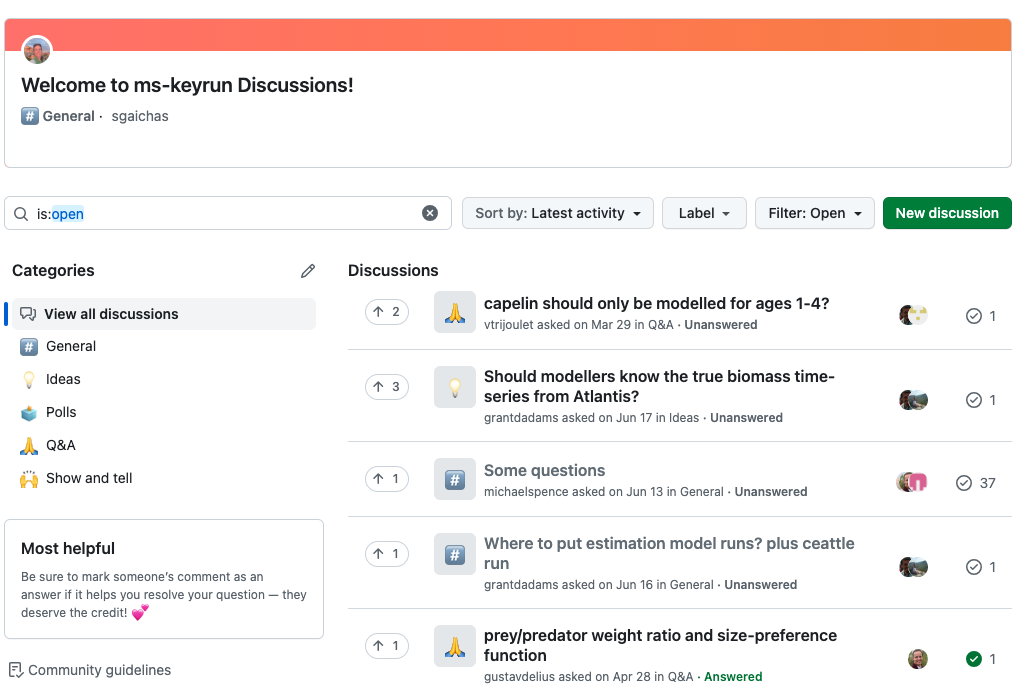 Welcome to ms-keyrun Discussions!
# General · sgaichas
is:open
Sort by: Latest activity
Label
Filter: Open
New discussion
Categories
View all discussions
# General
Ideas
Polls
Q&A
Show and tell
Most helpful
Be sure to mark someone's comment as an
answer if it helps you resolve your question — they
deserve the credit! 💕
Community guidelines
Discussions
↑ 2
capelin should only be modelled for ages 1-4?
vtrijoulet asked on Mar 29 in Q&A · Unanswered
1
↑ 3
Should modellers know the true biomass time-
series from Atlantis?
grantdadams asked on Jun 17 in Ideas · Unanswered
1
↑ 1
#
Some questions
michaelspence asked on Jun 13 in General · Unanswered
37
↑ 1
#
Where to put estimation model runs? plus ceattle
run
grantdadams asked on Jun 16 in General · Unanswered
1
↑ 1
prey/predator weight ratio and size-preference
function
gustavdelius asked on Apr 28 in Q&A · Answered
1